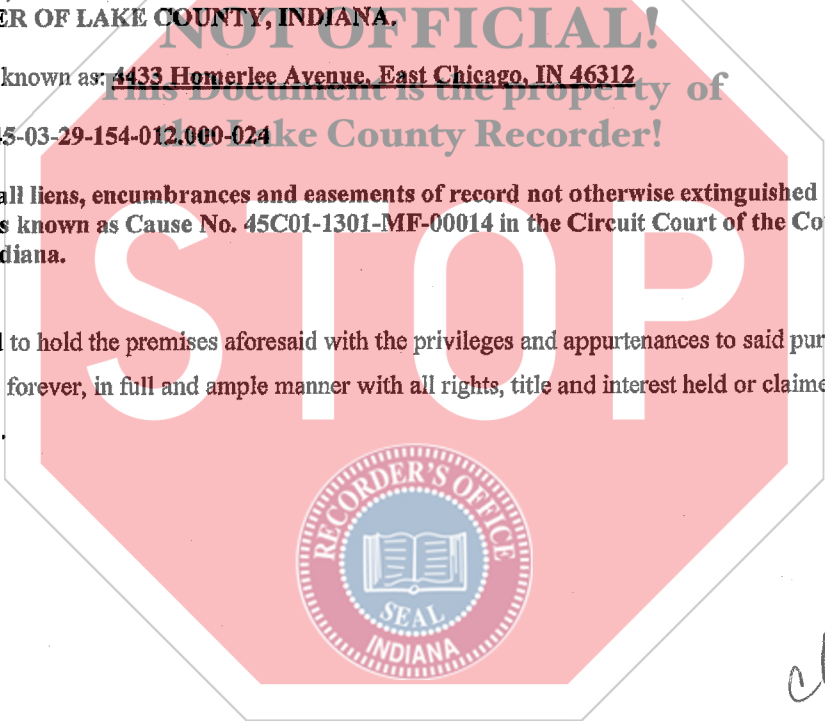 ER OF LAKE COUNTY, INDIANA.
NOT OFFICIAL!
known as: 4433 Homerlee Avenue, East Chicago, IN 46312
This Document is the property of
45-03-29-154-012.000-024
the Lake County Recorder!
all liens, encumbrances and easements of record not otherwise extinguished
s known as Cause No. 45C01-1301-MF-00014 in the Circuit Court of the Co
diana.
STOP
to hold the premises aforesaid with the privileges and appurtenances to said pur
forever, in full and ample manner with all rights, title and interest held or claime
RECORDER'S OFFICE
SEAL
INDIANA